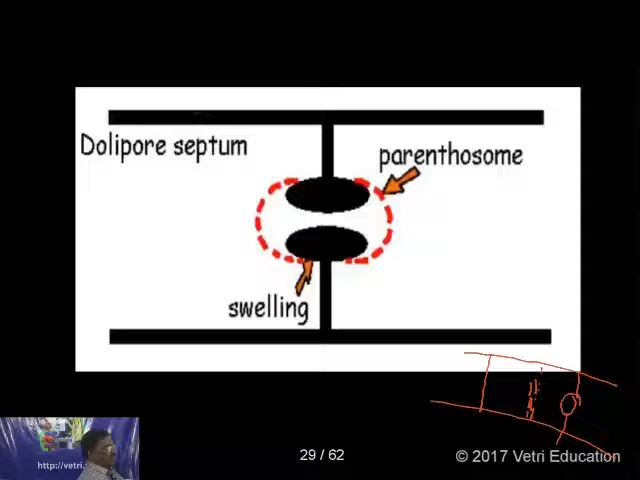 Dolipore septum
parenthosome
swelling
http://vetri.
29 / 62
© 2017 Vetri Education